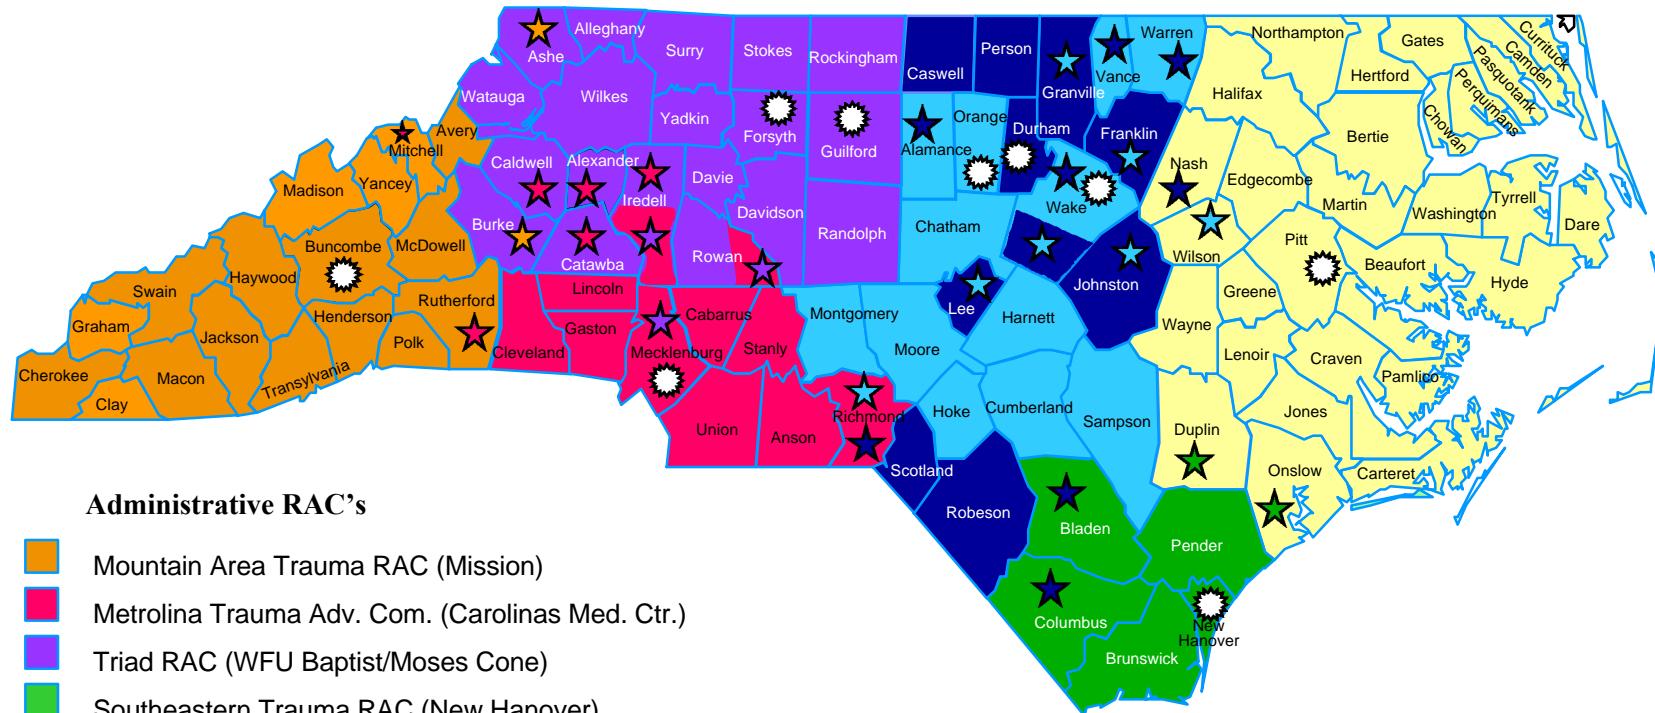 Ashe
Alleghany
Surry
Stokes
Rockingham
Caswell
Person
Granville
Vance
Warren
Northampton
Gates
Currituck
Camden
Pasquotank
Perquimans
Chowan
Hertford
Halifax
Bertie
Watauga
Wilkes
Yadkin
Forsyth
Guilford
Alamance
Orange
Durham
Franklin
Nash
Edgecombe
Martin
Washington
Tyrrell
Dare
Avery
Mitchell
Caldwell
Alexander
Iredell
Davie
Davidson
Randolph
Chatham
Wake
Wilson
Pitt
Beaufort
Hyde
Madison
Yancey
Burke
Catawba
Rowan
Buncombe
McDowell
Haywood
Swain
Graham
Cherokee
Clay
Macon
Jackson
Transylvania
Henderson
Polk
Rutherford
Cleveland
Lincoln
Gaston
Mecklenburg
Cabarrus
Stanly
Montgomery
Moore
Lee
Harnett
Johnston
Wayne
Greene
Lenoir
Craven
Pamlico
Jones
Union
Anson
Richmond
Hoke
Cumberland
Sampson
Duplin
Onslow
Carteret
Scotland
Robeson
Bladen
Pender
Columbus
Brunswick
New
Hanover
Administrative RAC's
Mountain Area Trauma RAC (Mission)
Metrolina Trauma Adv. Com. (Carolinas Med. Ctr.)
Triad RAC (WFU Baptist/Moses Cone)
Southeastern Trauma RAC (New Hanover)